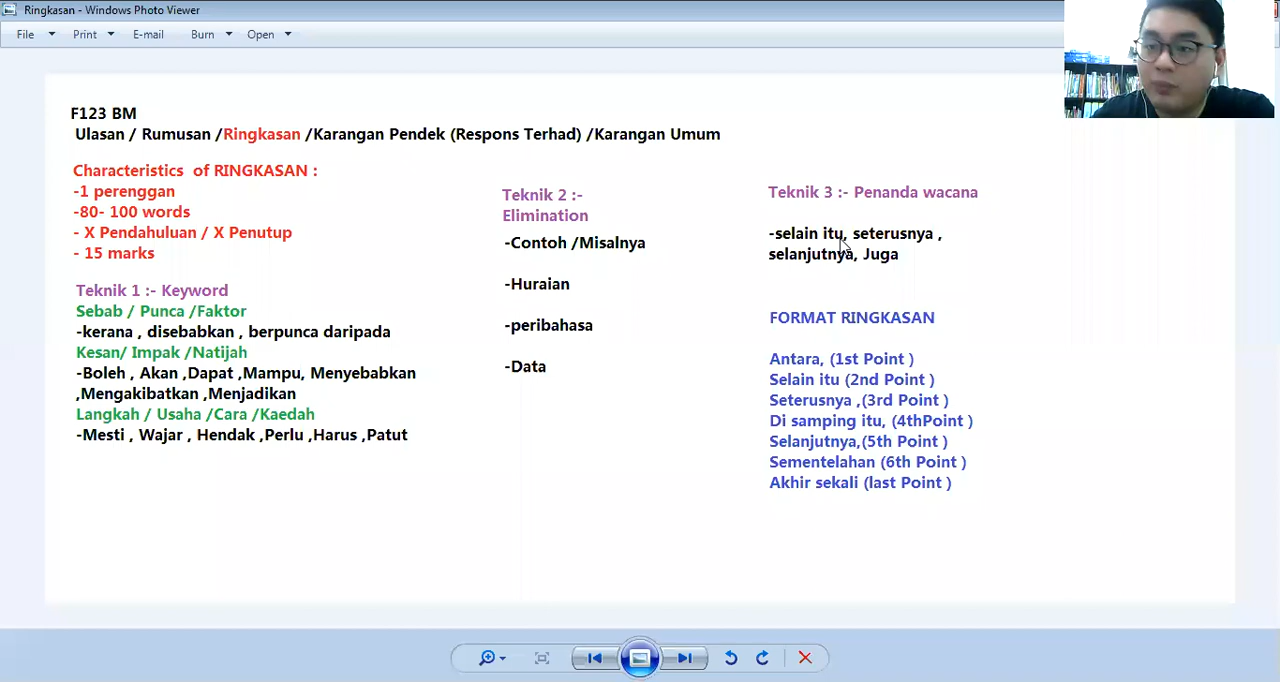 Ringkasan - Windows Photo Viewer
File Print E-mail Burn Open
F123 BM
Ulasan / Rumusan /Ringkasan /Karangan Pendek (Respons Terhad) /Karangan Umum
Characteristics of RINGKASAN :
-1 perenggan
-80- 100 words
- X Pendahuluan / X Penutup
- 15 marks
Teknik 1 :- Keyword
Sebab / Punca /Faktor
-kerana , disebabkan , berpunca daripada
Kesan/ Impak /Natijah
-Boleh , Akan ,Dapat ,Mampu, Menyebabkan
,Mengakibatkan ,Menjadikan
Langkah / Usaha /Cara /Kaedah
-Mesti , Wajar , Hendak ,Perlu ,Harus ,Patut
Teknik 2 :-
Elimination
-Contoh /Misalnya
-Huraian
-peribahasa
-Data
Teknik 3 :- Penanda wacana
-selain itu, seterusnya ,
selanjutnya, Juga
FORMAT RINGKASAN
Antara, (1st Point )
Selain itu (2nd Point )
Seterusnya ,(3rd Point )
Di samping itu, (4thPoint )
Selanjutnya,(5th Point )
Sementelahan (6th Point )
Akhir sekali (last Point )